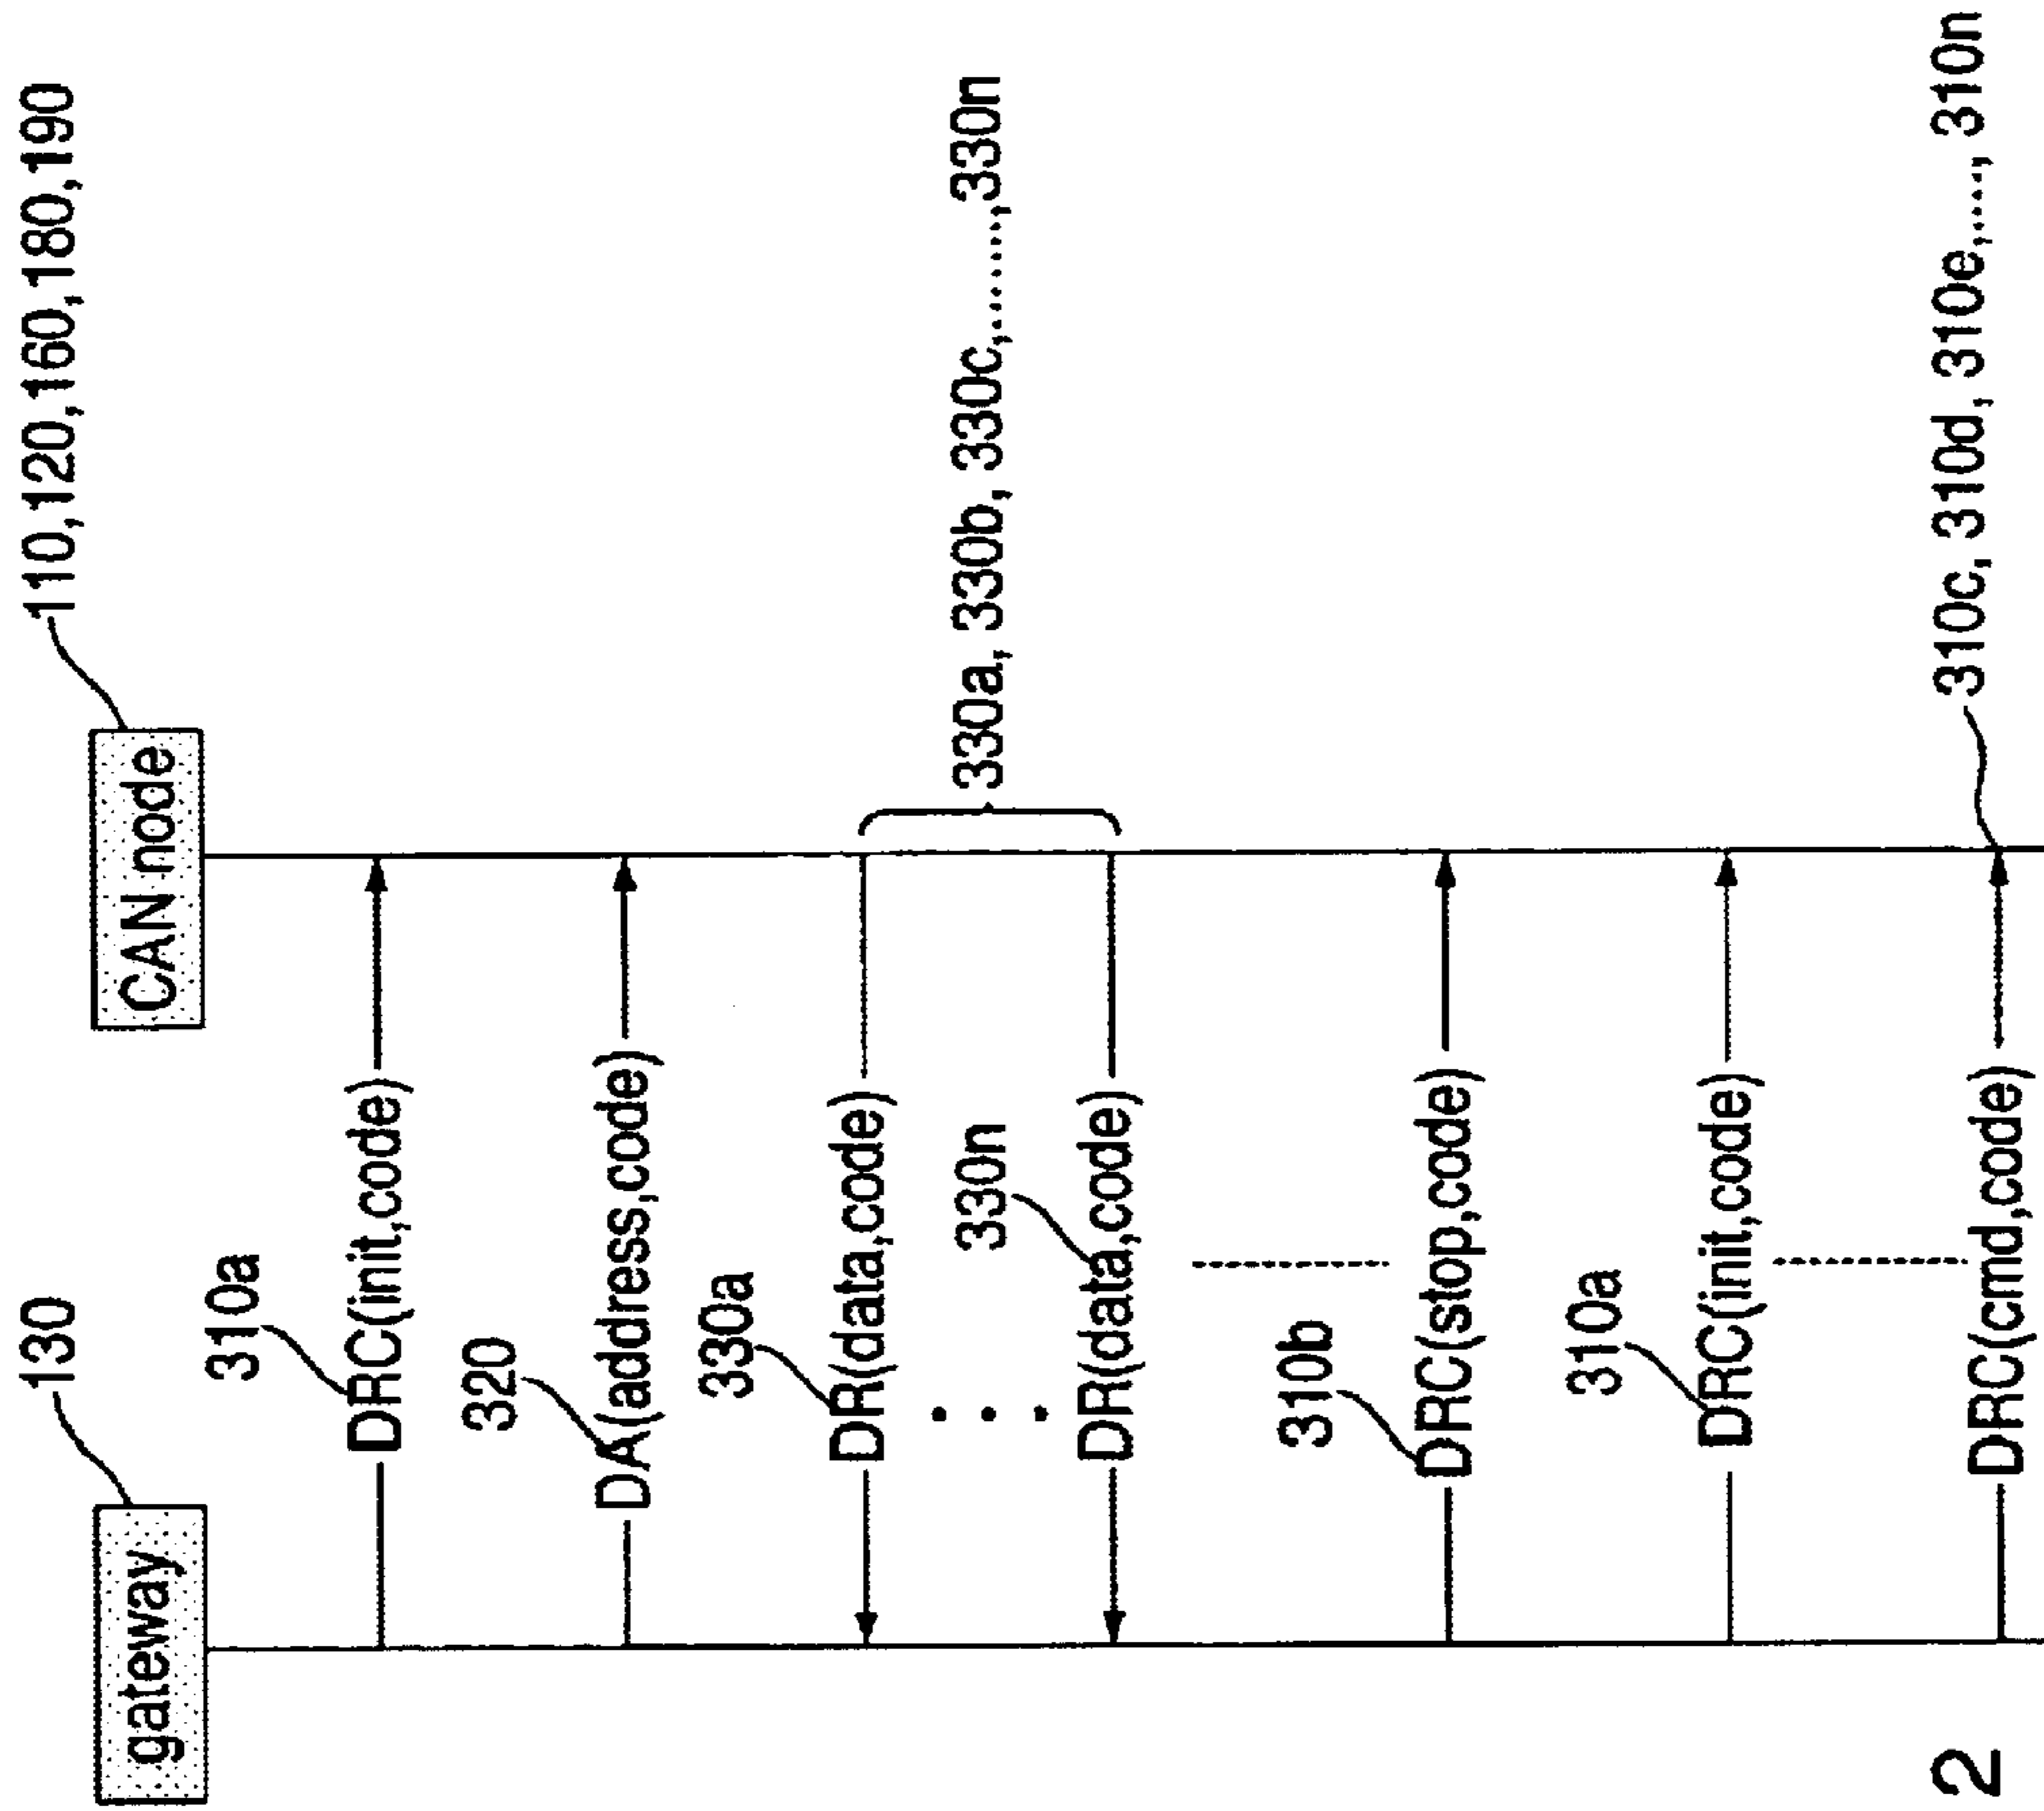 130
gateway
110,120,160,180,190
CAN node
310a
DRC(init,code)
320
DA(address,code)
330a
DR(data,code)
330a, 330b, 330c,........,330n
330n
DR(data,code)
310b
DRC(stop,code)
310a
DRC(init,code)
310c, 310d, 310e,....., 310n
DRC(cmd,code)
2